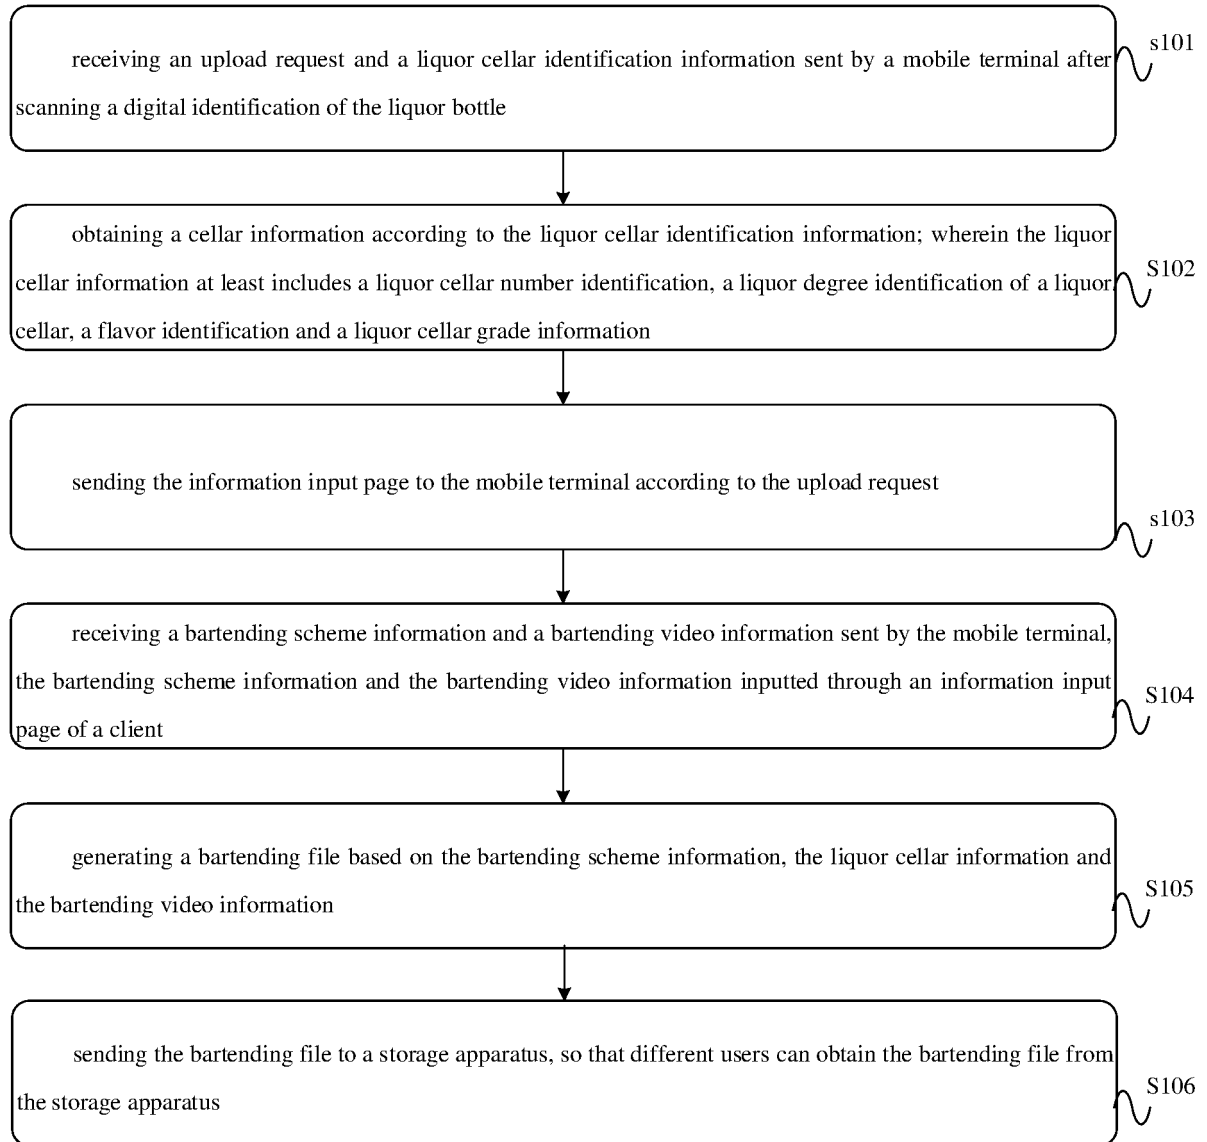 receiving an upload request and a liquor cellar identification information sent by a mobile terminal after
scanning a digital identification of the liquor bottle
s101
obtaining a cellar information according to the liquor cellar identification information; wherein the liquor
cellar information at least includes a liquor cellar number identification, a liquor degree identification of a liquor
cellar, a flavor identification and a liquor cellar grade information
S102
sending the information input page to the mobile terminal according to the upload request
s103
receiving a bartending scheme information and a bartending video information sent by the mobile terminal,
the bartending scheme information and the bartending video information inputted through an information input
page of a client
S104
generating a bartending file based on the bartending scheme information, the liquor cellar information and
the bartending video information
S105
sending the bartending file to a storage apparatus, so that different users can obtain the bartending file from
the storage apparatus
S106